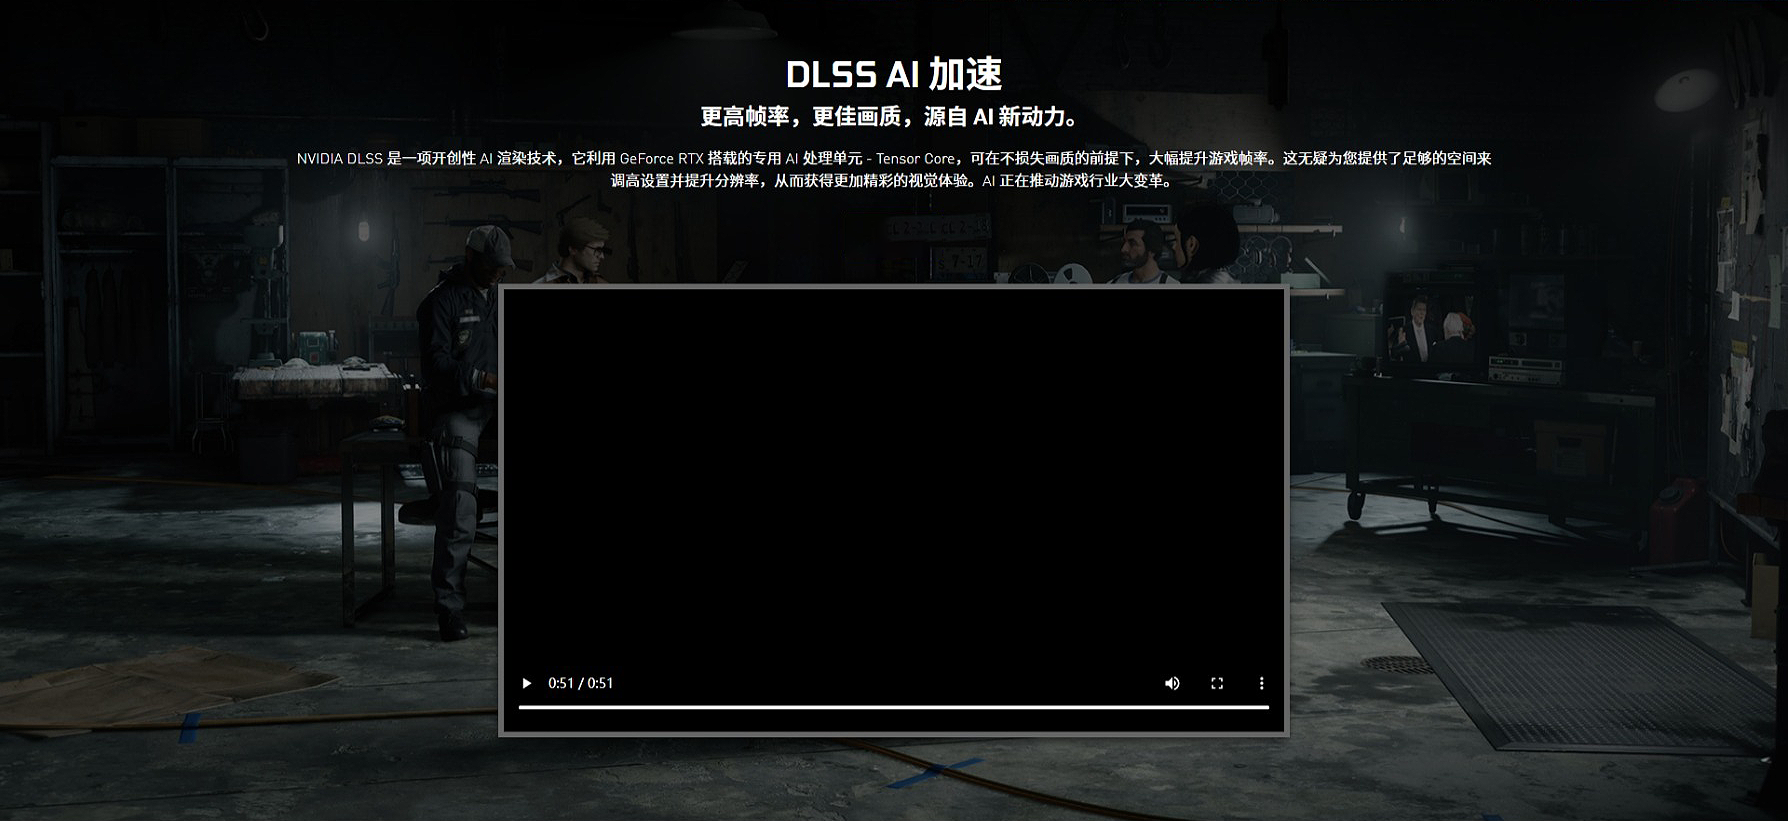 DLSS AI 加速
更高帧率，更佳画质，源自 AI 新动力。
NVIDIA DLSS 是一项开创性 AI 渲染技术，它利用 GeForce RTX 搭载的专用 AI 处理单元 - Tensor Core，可在不损失画质的前提下，大幅提升游戏帧率。这无疑为您提供了足够的空间来
调高设置并提升分辨率，从而获得更加精彩的视觉体验。AI 正在推动游戏行业大变革。
0:51 / 0:51